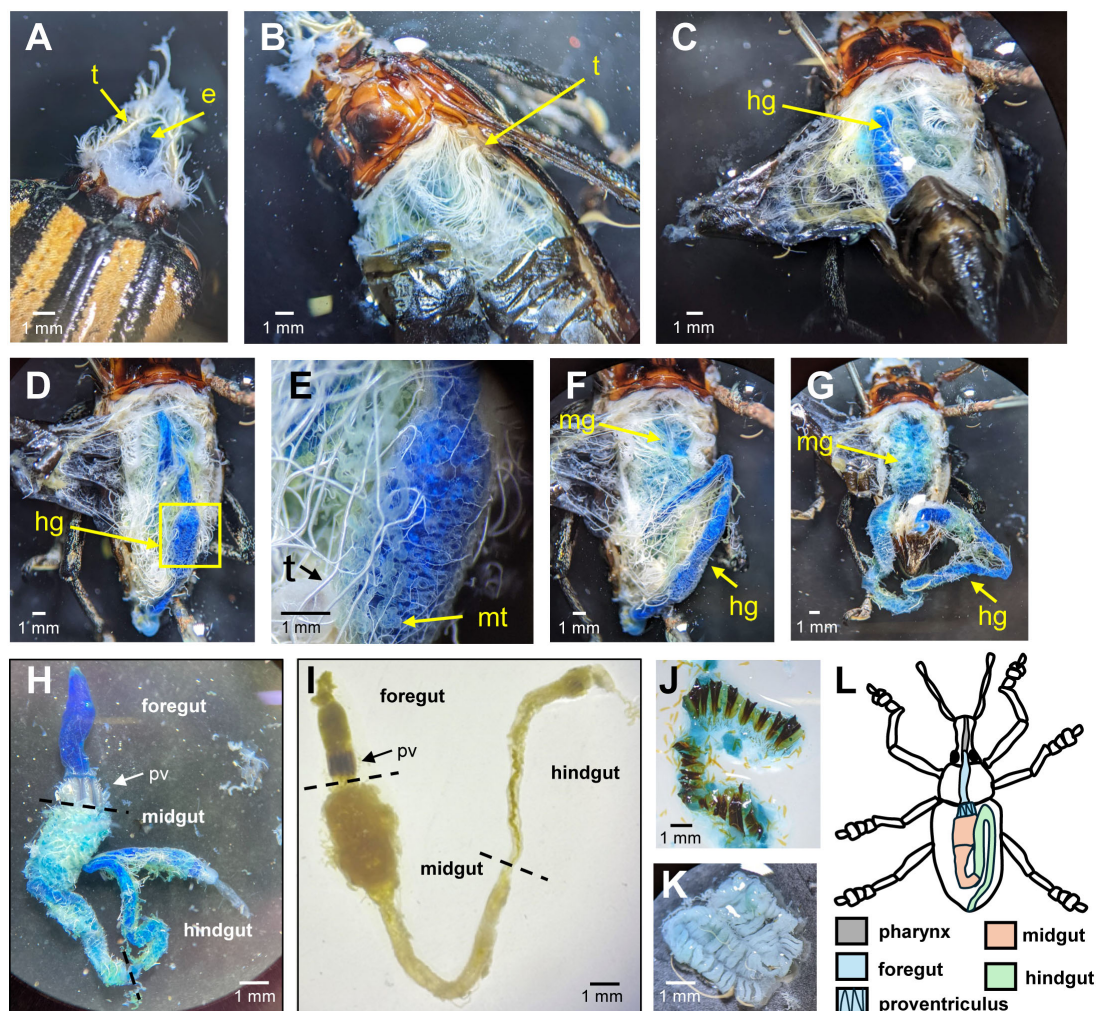 A
t
e
1 mm
B
t
1 mm
C
hg
1 mm
D
hg
1 mm
E
t
1 mm
mt
F
mg
hg
1 mm
G
mg
hg
1 mm
H
foregut
pv
midgut
hindgut
1 mm
I
foregut
pv
hindgut
midgut
1 mm
J
1 mm
K
1 mm
L
pharynx
midgut
foregut
hindgut
proventriculus